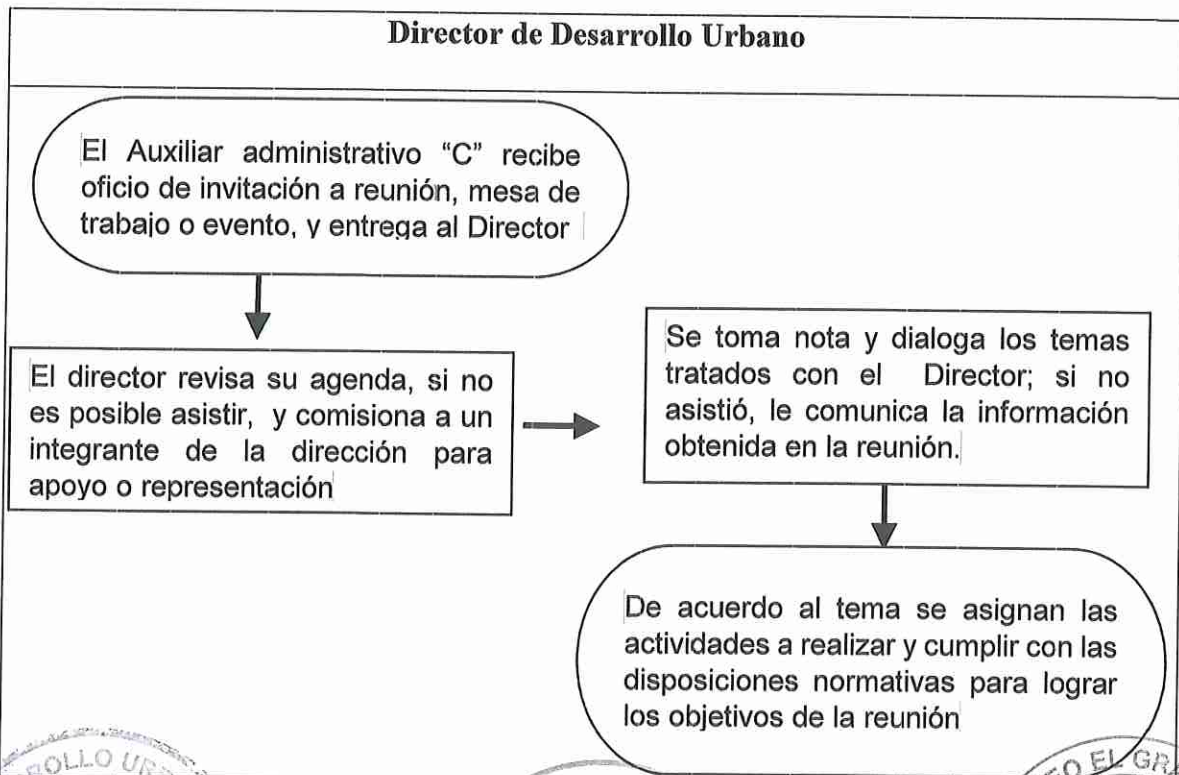 Director de Desarrollo Urbano
El Auxiliar administrativo “C” recibe
oficio de invitación a reunión, mesa de
trabajo o evento, y entrega al Director
El director revisa su agenda, si no
es posible asistir, y comisiona a un
integrante de la dirección para
apoyo o representación
Se toma nota y dialoga los temas
tratados con el Director; si no
asistió, le comunica la información
obtenida en la reunión.
De acuerdo al tema se asignan las
actividades a realizar y cumplir con las
disposiciones normativas para lograr
los objetivos de la reunión
EL